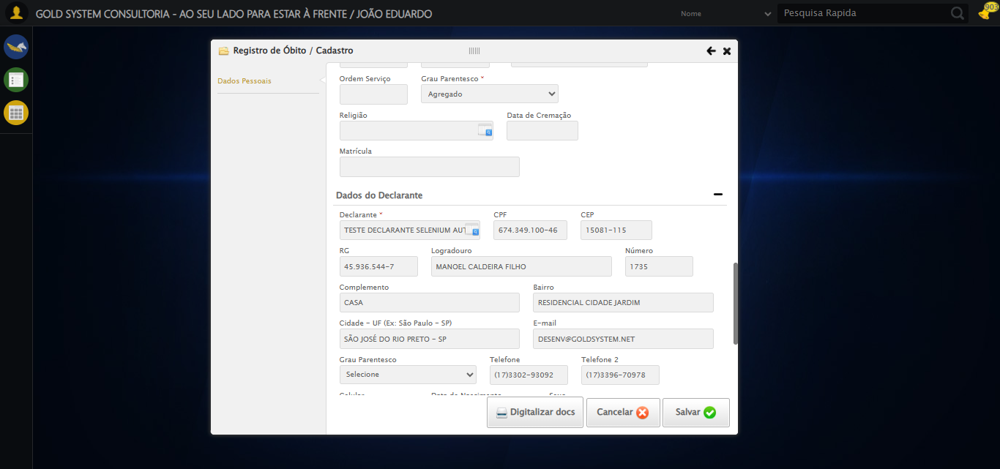 GOLD SYSTEM CONSULTORIA - AO SEU LADO PARA ESTAR À FRENTE / JOÃO EDUARDO
Nome
Pesquisa Rapida
903
Registro de Óbito / Cadastro
Dados Pessoais
Ordem Serviço Grau Parentesco *
Agregado
Religião Data de Cremação
Matrícula
Dados do Declarante
Declarante * CPF CEP
TESTE DECLARANTE SELENIUM AUT 674.349.100-46 15081-115
RG Logradouro Número
45.936.544-7 MANOEL CALDEIRA FILHO 1735
Complemento Bairro
CASA RESIDENCIAL CIDADE JARDIM
Cidade - UF (Ex: São Paulo - SP) E-mail
SÃO JOSÉ DO RIO PRETO - SP DESENV@GOLDSYSTEM.NET
Grau Parentesco Telefone Telefone 2
Selecione (17)3302-93092 (17)3396-70978
Celular Data de Nascimento Sexo
Digitalizar docs Cancelar Salvar